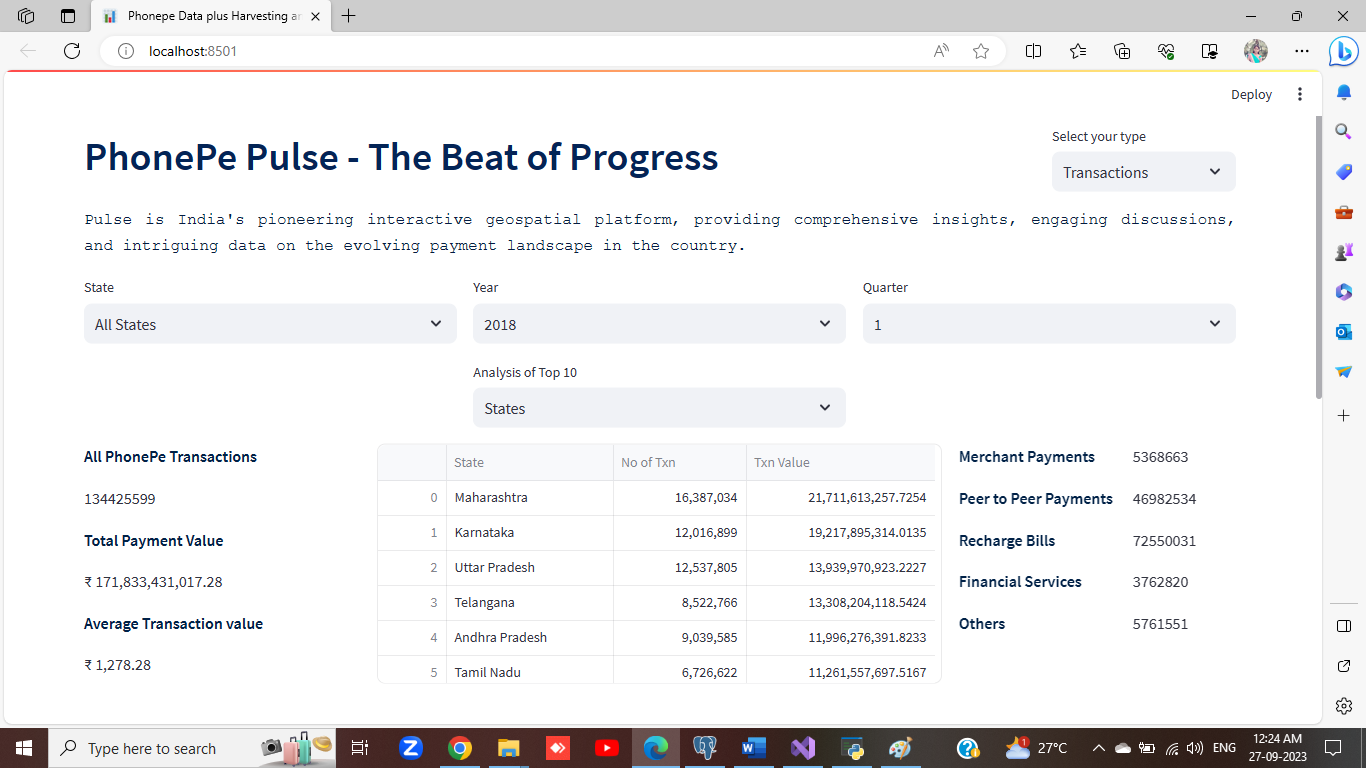 Phonepe Data plus Harvesting ar
localhost:8501
Deploy
PhonePe Pulse - The Beat of Progress
Select your type
Transactions
Pulse is India's pioneering interactive geospatial platform, providing comprehensive insights, engaging discussions,
and intriguing data on the evolving payment landscape in the country.
State Year Quarter
All States 2018 1
Analysis of Top 10
States
All PhonePe Transactions
134425599
Total Payment Value
₹ 171,833,431,017.28
Average Transaction value
₹ 1,278.28
State No of Txn Txn Value
0 Maharashtra 16,387,034 21,711,613,257.7254
1 Karnataka 12,016,899 19,217,895,314.0135
2 Uttar Pradesh 12,537,805 13,939,970,923.2227
3 Telangana 8,522,766 13,308,204,118.5424
4 Andhra Pradesh 9,039,585 11,996,276,391.8233
5 Tamil Nadu 6,726,622 11,261,557,697.5167
Merchant Payments 5368663
Peer to Peer Payments 46982534
Recharge Bills 72550031
Financial Services 3762820
Others 5761551
Type here to search
27°C
ENG
12:24 AM
27-09-2023